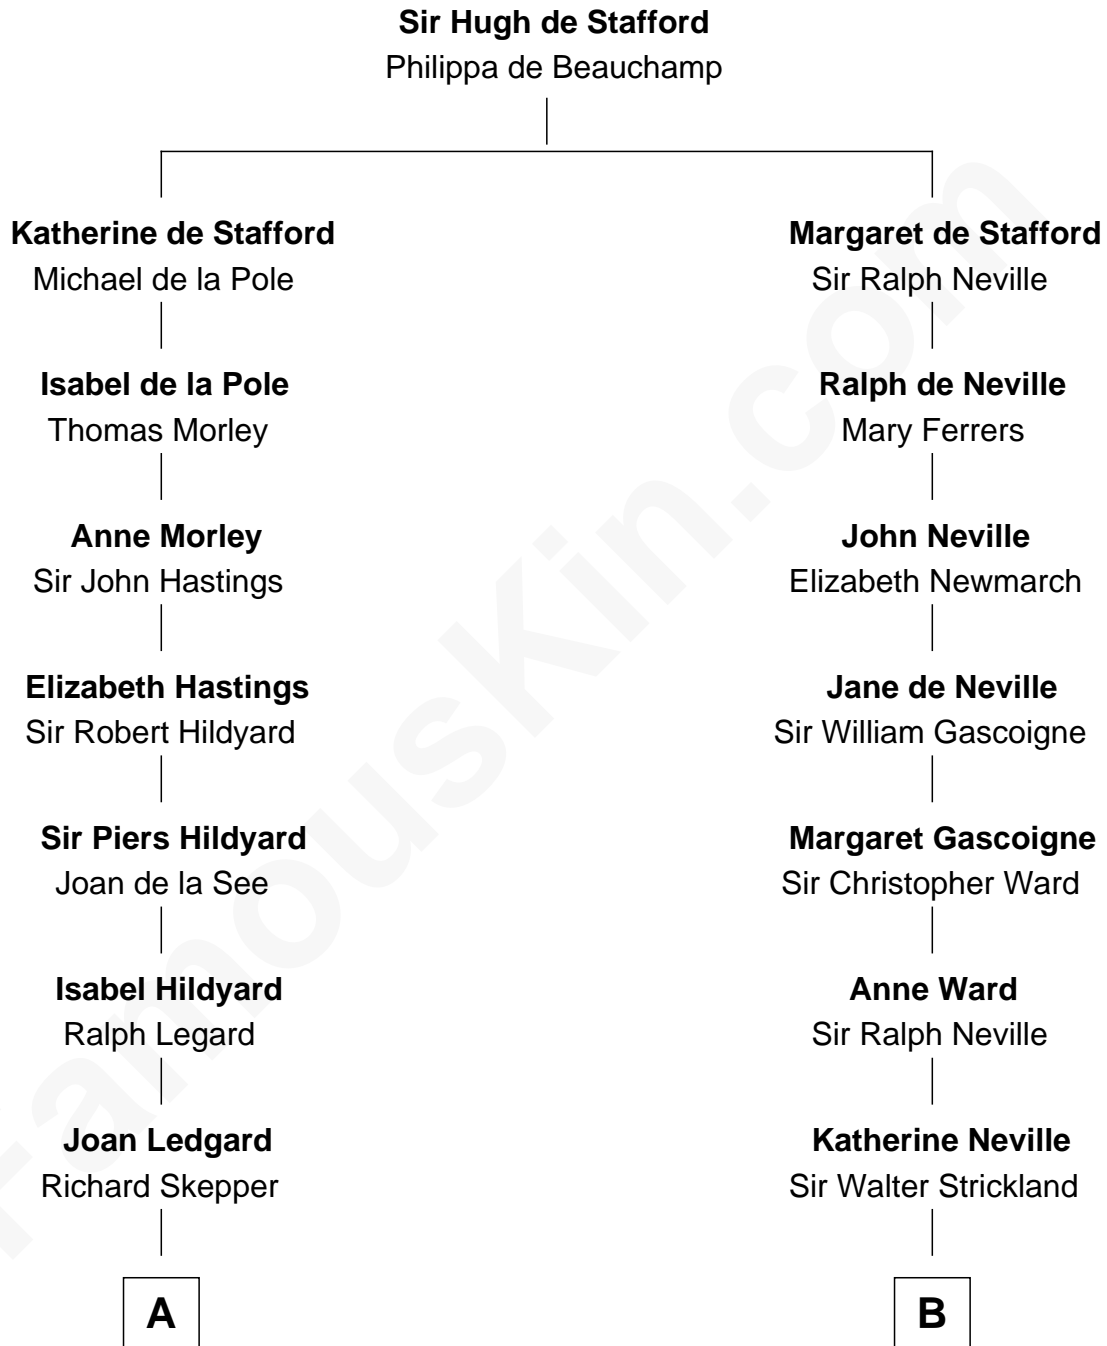 Sir Hugh de Stafford
Philippa de Beauchamp
Katherine de Stafford
Michael de la Pole
Margaret de Stafford
Sir Ralph Neville
Isabel de la Pole
Thomas Morley
Ralph de Neville
Mary Ferrers
Anne Morley
Sir John Hastings
John Neville
Elizabeth Newmarch
Elizabeth Hastings
Sir Robert Hildyard
Jane de Neville
Sir William Gascoigne
Sir Piers Hildyard
Joan de la See
Margaret Gascoigne
Sir Christopher Ward
Isabel Hildyard
Ralph Legard
Anne Ward
Sir Ralph Neville
Joan Ledgard
Richard Skepper
Katherine Neville
Sir Walter Strickland
A
B
FamousKin.com